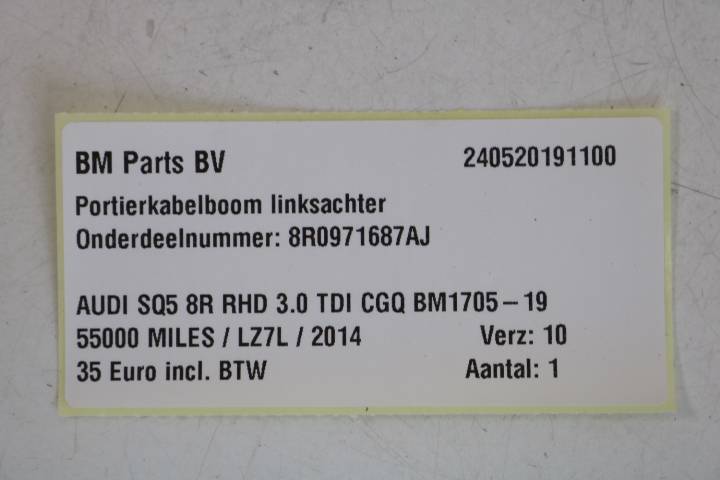 BM Parts BV 240520191100
Portierkabelboom linksachter
Onderdeelnummer: 8R0971687AJ
AUDI SQ5 8R RHD 3.0 TDI CGQ BM1705 – 19
55000 MILES / LZ7L / 2014 Verz: 10
35 Euro incl. BTW Aantal: 1